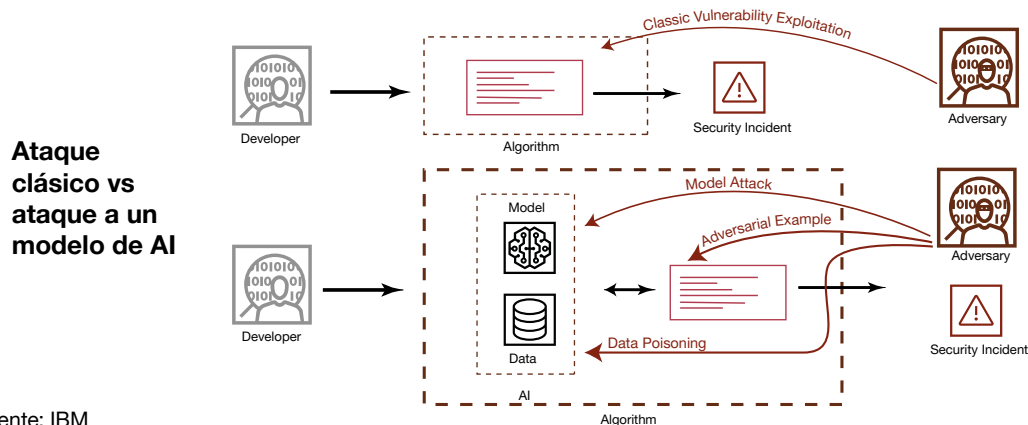 Classic Vulnerability Exploitation
Developer
Algorithm
Security Incident
Adversary
Ataque
clásico vs
ataque a un
modelo de AI
Model
Model Attack
Adversarial Example
Adversary
Developer
Data
Data Poisoning
Security Incident
AI
Algorithm
ente: IBM